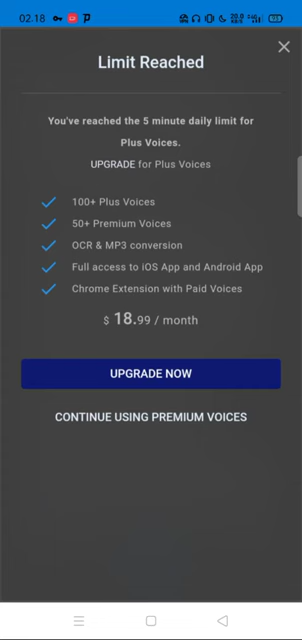 02.18
Limit Reached
You've reached the 5 minute daily limit for
Plus Voices.
UPGRADE for Plus Voices
100+ Plus Voices
50+ Premium Voices
OCR & MP3 conversion
Full access to iOS App and Android App
Chrome Extension with Paid Voices
$ 18.99 / month
UPGRADE NOW
CONTINUE USING PREMIUM VOICES